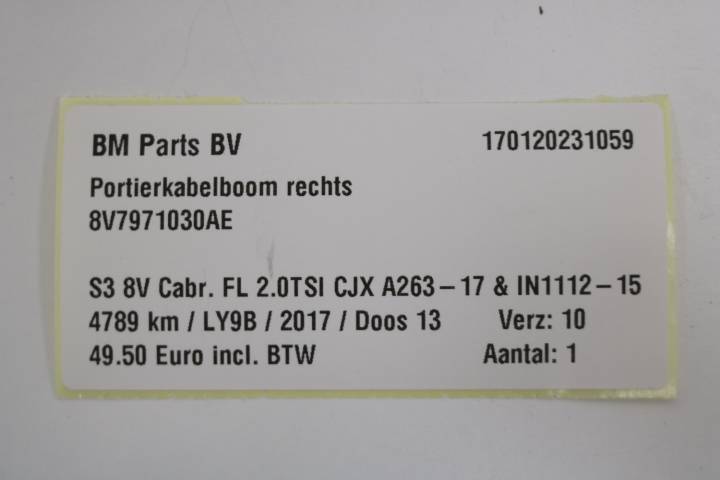 BM Parts BV 170120231059
Portierkabelboom rechts
8V7971030AE
S3 8V Cabr. FL 2.0TSI CJX A263-17 & IN1112-15
4789 km / LY9B / 2017 / Doos 13 Verz: 10
49.50 Euro incl. BTW Aantal: 1